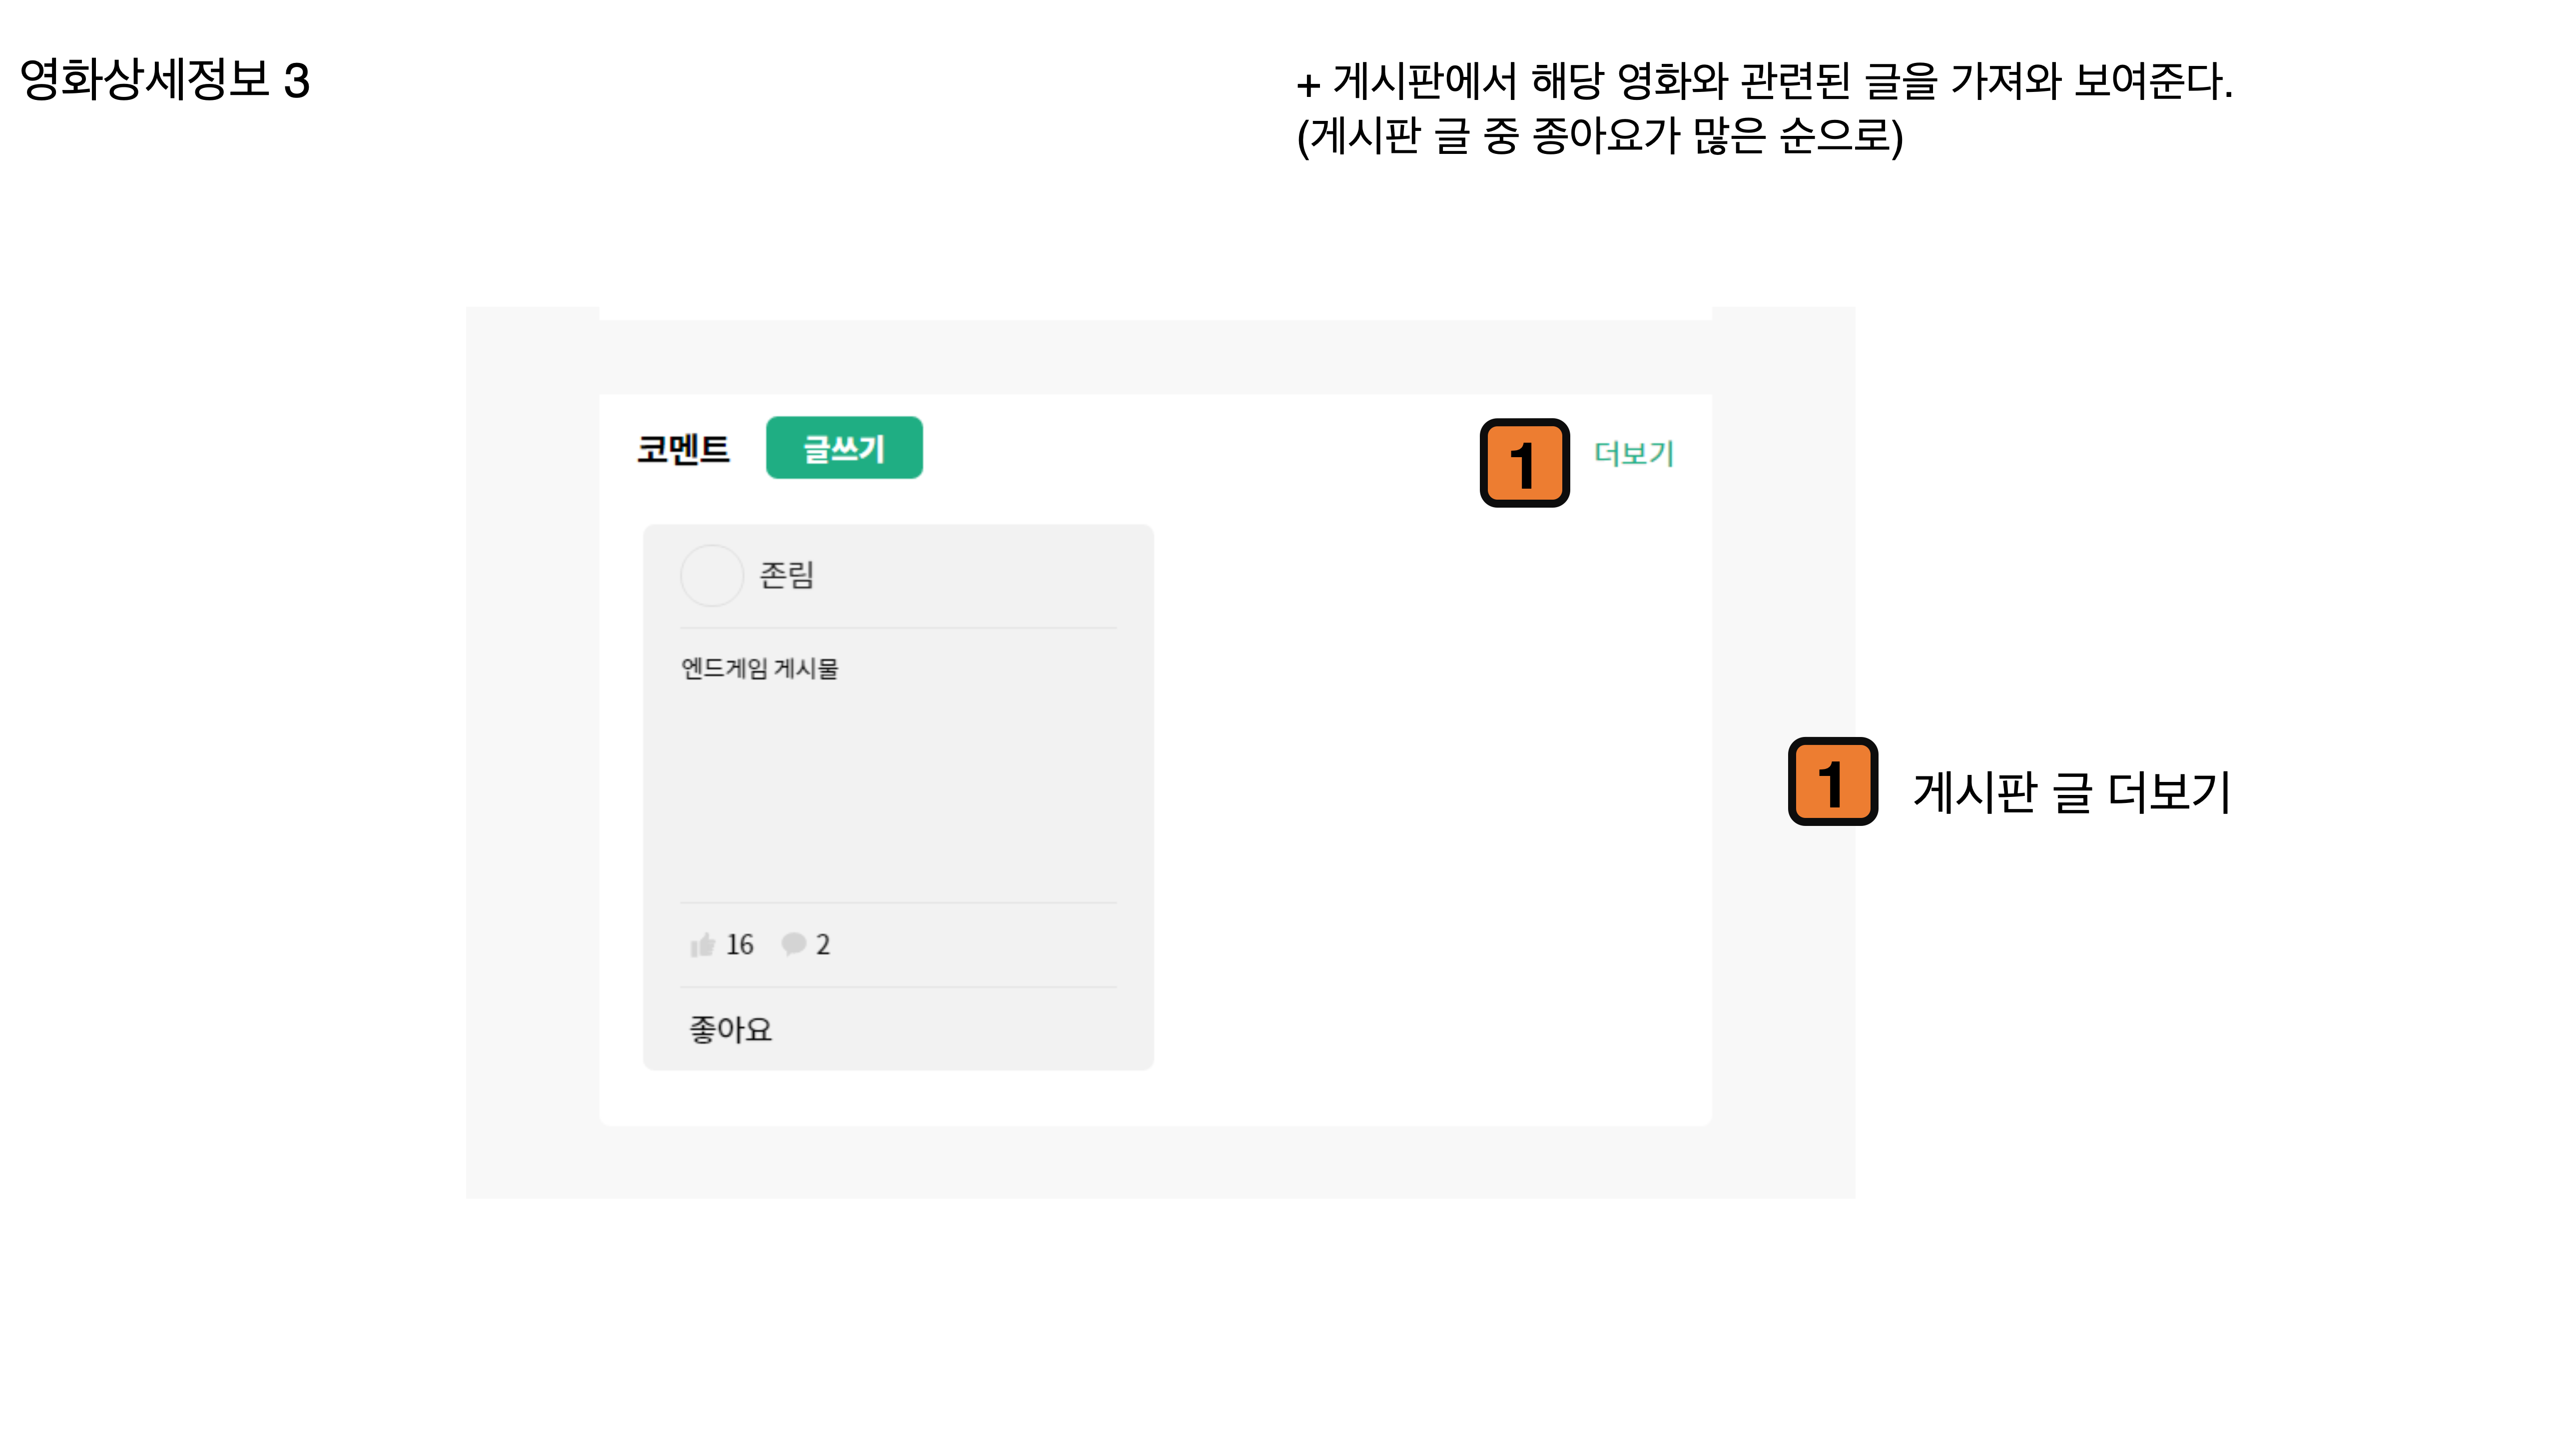 영화상세정보 3
+ 게시판에서 해당 영화와 관련된 글을 가져와 보여준다.
(게시판 글 중 종아요가 많은 순으로)
코멘트 글쓰기 1 더보기
존림
엔드게임 게시물
16 2
좋아요
1 게시판 글 더보기